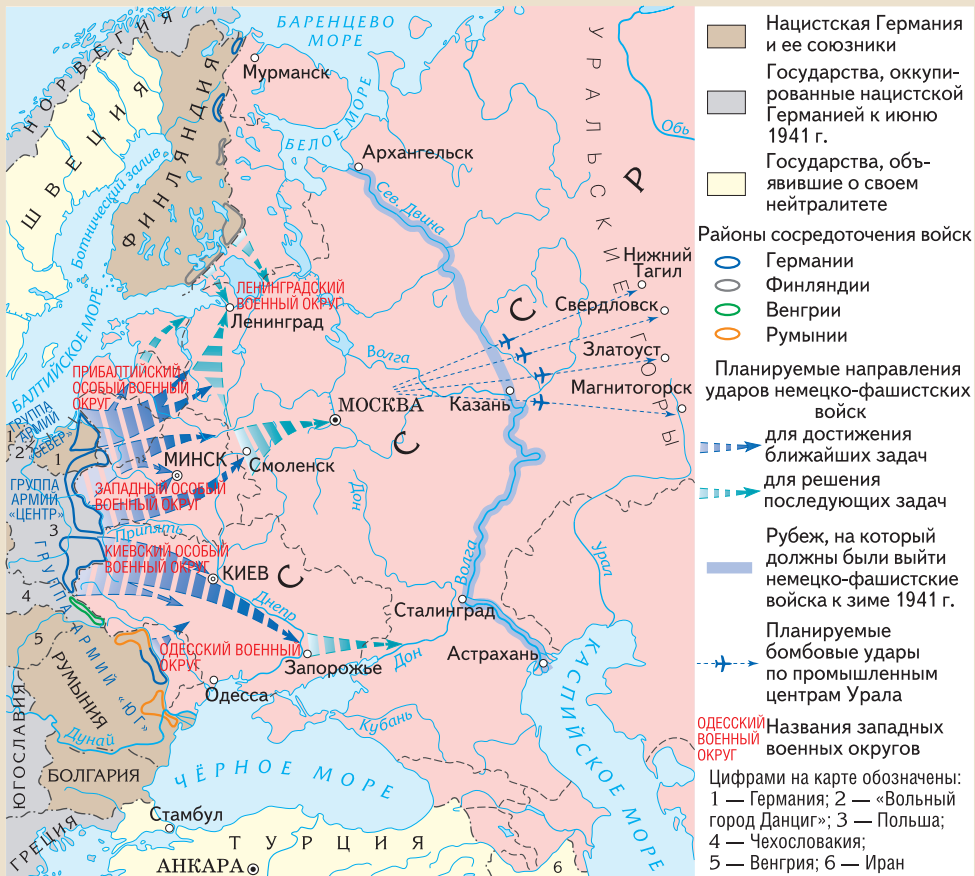 БАРЕНЦЕВО
МОРЕ
НОРВЕГИЯ
ШВЕЦИЯ
ФИНЛЯНДИЯ
Ботнический залив
Мурманск
БЕЛОЕ МОРЕ
Архангельск
Сев. Двина
УРАЛЬСКИЕ ГОРЫ
Обь
С С С Р
Нижний
Тагил
Свердловск
Златоуст
Магнитогорск
ЛЕНИНГРАДСКИЙ
ВОЕННЫЙ ОКРУГ
Ленинград
БАЛТИЙСКОЕ МОРЕ
ПРИБАЛТИЙСКИЙ
ОСОБЫЙ ВОЕННЫЙ
ОКРУГ
Волга
МОСКВА
Казань
ГРУППА
АРМИЙ
«СЕВЕР»
1
2
1
МИНСК
Смоленск
ГРУППА
АРМИЙ
«ЦЕНТР»
ЗАПАДНЫЙ ОСОБЫЙ
ВОЕННЫЙ ОКРУГ
Дон
3
Припять
КИЕВСКИЙ ОСОБЫЙ
ВОЕННЫЙ ОКРУГ
КИЕВ
Днепр
Волга
Урал
4
ГРУППА АРМИЙ «ЮГ»
Сталинград
5
ОДЕССКИЙ ВОЕННЫЙ
ОКРУГ
Запорожье
Дон
Астрахань
РУМЫНИЯ
Одесса
ЮГОСЛАВИЯ
Дунай
Кубань
КАСПИЙСКОЕ МОРЕ
БОЛГАРИЯ
ЧЁРНОЕ МОРЕ
ГРЕЦИЯ
Стамбул
ТУРЦИЯ
АНКАРА
6
Нацистская Германия
и ее союзники
Государства, оккупи-
рованные нацистской
Германией к июню
1941 г.
Государства, объ-
явившие о своем
нейтралитете
Районы сосредоточения войск
Германии
Финляндии
Венгрии
Румынии
Планируемые направления
ударов немецко-фашистских
войск
для достижения
ближайших задач
для решения
последующих задач
Рубеж, на который
должны были выйти
немецко-фашистские
войска к зиме 1941 г.
Планируемые
бомбовые удары
по промышленным
центрам Урала
ОДЕССКИЙ
ВОЕННЫЙ
ОКРУГ
Названия западных
военных округов
Цифрами на карте обозначены:
1 — Германия; 2 — «Вольный
город Данциг»; 3 — Польша;
4 — Чехословакия;
5 — Венгрия; 6 — Иран